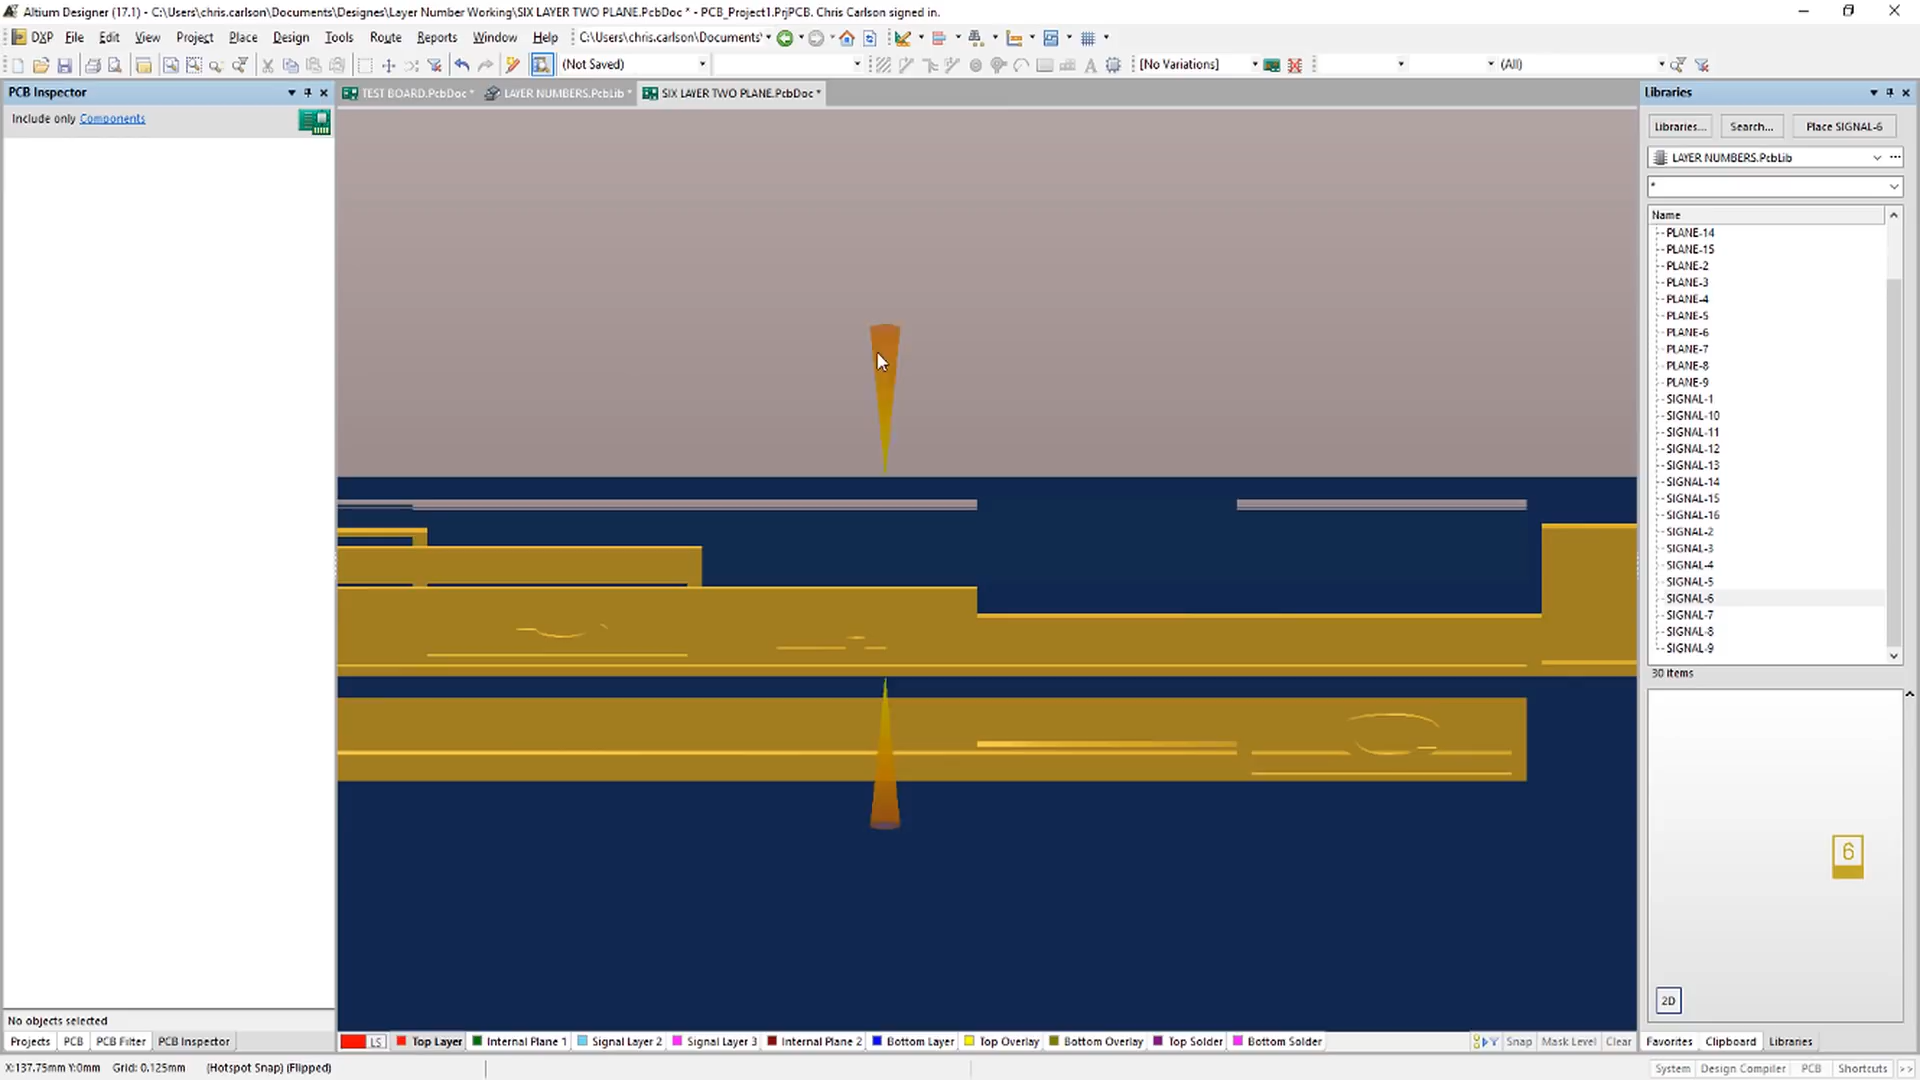 Altium Designer (17.1) - C:\Users\chris.carlson\Documents\Designes\Layer Number Working\SIX LAYER TWO PLANE.PcbDoc * - PCB_Project1.PrjPCB. Chris Carlson signed in.
DXP File Edit View Project Place Design Tools Route Reports Window Help C:\Users\chris.carlson\Documents'
(Not Saved) [No Variations] (All)
PCB Inspector
TEST BOARD.PcbDoc * LAYER NUMBERS.PcbLib * SIX LAYER TWO PLANE.PcbDoc *
Libraries
Include only Components
Libraries... Search... Place SIGNAL-6
LAYER NUMBERS.PcbLib ...
*
Name
PLANE-14
PLANE-15
PLANE-2
PLANE-3
PLANE-4
PLANE-5
PLANE-6
PLANE-7
PLANE-8
PLANE-9
SIGNAL-1
SIGNAL-10
SIGNAL-11
SIGNAL-12
SIGNAL-13
SIGNAL-14
SIGNAL-15
SIGNAL-16
SIGNAL-2
SIGNAL-3
SIGNAL-4
SIGNAL-5
SIGNAL-6
SIGNAL-7
SIGNAL-8
SIGNAL-9
30 items
6
2D
No objects selected
Projects PCB PCB Filter PCB Inspector
LS Top Layer Internal Plane 1 Signal Layer 2 Signal Layer 3 Internal Plane 2 Bottom Layer Top Overlay Bottom Overlay Top Solder Bottom Solder Snap Mask Level Clear
Favorites Clipboard Libraries
X:137.75mm Y:0mm Grid: 0.125mm (Hotspot Snap) (Flipped)
System Design Compiler PCB Shortcuts >>